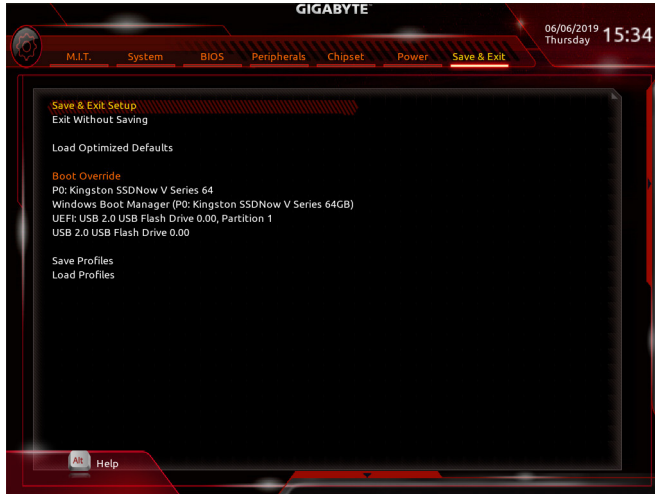 GIGABYTE
06/06/2019
Thursday
15:34
M.I.T. System BIOS Peripherals Chipset Power Save & Exit
Save & Exit Setup
Exit Without Saving
Load Optimized Defaults
Boot Override
P0: Kingston SSDNow V Series 64
Windows Boot Manager (P0: Kingston SSDNow V Series 64GB)
UEFI: USB 2.0 USB Flash Drive 0.00, Partition 1
USB 2.0 USB Flash Drive 0.00
Save Profiles
Load Profiles
Alt Help